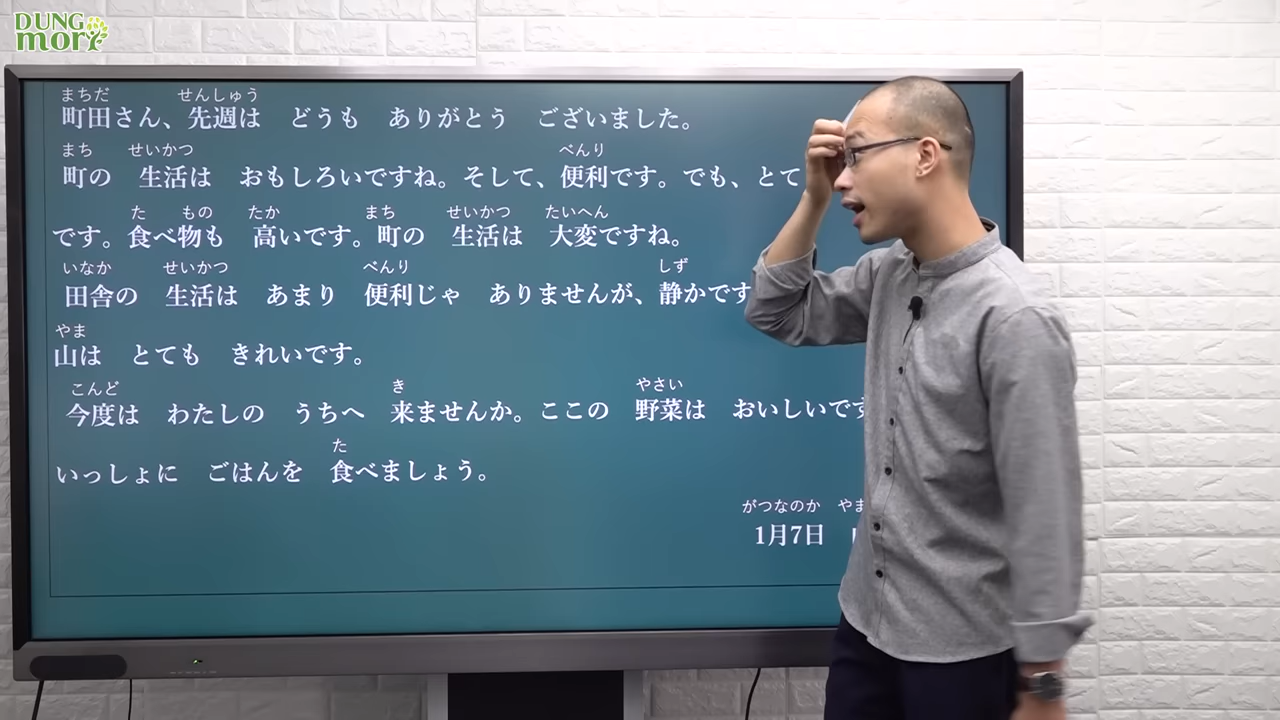 DUNG
mori
まちだ せんしゅう
町田さん、先週は どうも ありがとう ございました。
まち せいかつ べんり
町の 生活は おもしろいですね。そして、便利です。でも、とて
た もの たか まち せいかつ たいへん
です。食べ物も 高いです。町の 生活は 大変ですね。
いなか せいかつ べんり しず
田舎の 生活は あまり 便利じゃ ありませんが、静かです
やま
山は とても きれいです。
こんど き やさい
今度は わたしの うちへ 来ませんか。ここの 野菜は おいしいです
た
いっしょに ごはんを 食べましょう。
がつなのか やま
1月7日